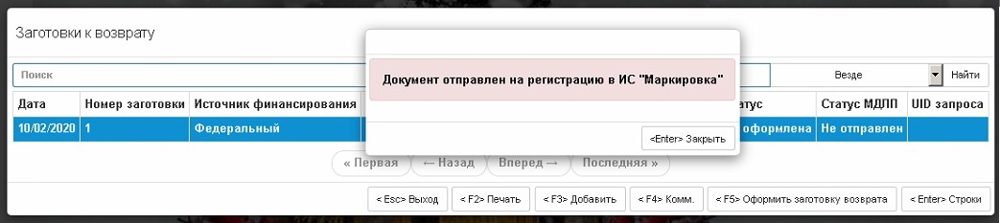 Заготовки к возврату
Документ отправлен на регистрацию в ИС "Маркировка"
<Enter> Закрыть
Поиск Везде Найти
Дата Номер заготовки Источник финансирования Статус МДЛП UID запроса
10/02/2020 1 Федеральный оформлена Не отправлен
« Первая ← Назад Вперед → Последняя »
< Esc> Выход < F2> Печать < F3> Добавить < F4> Комм. < F5> Оформить заготовку возврата < Enter> Строки